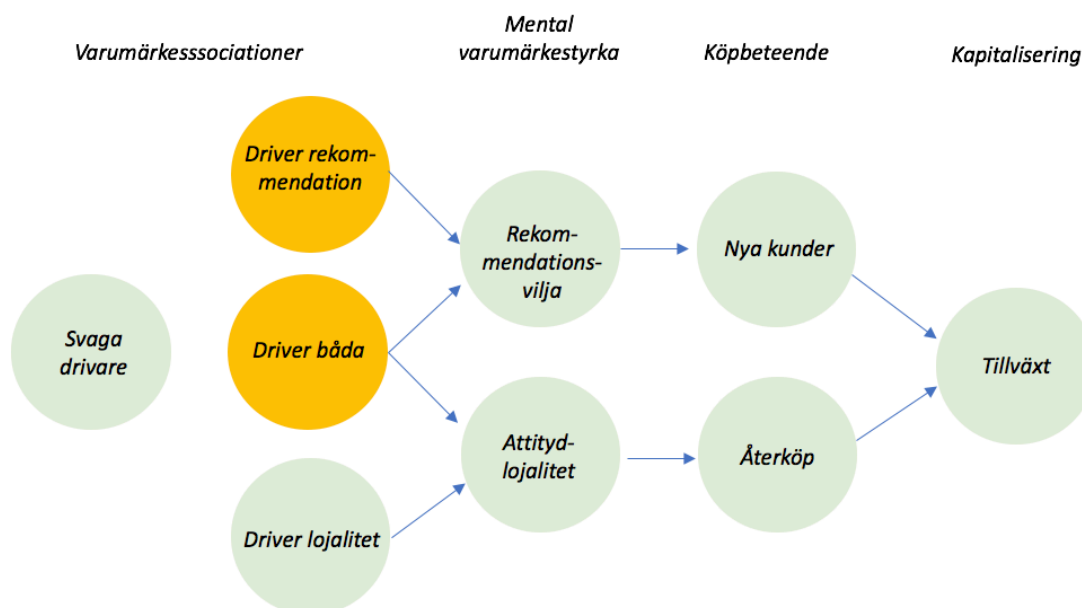 Varumärkesssociationer
Mental
varumärkestyrka
Köpbeteende
Kapitalisering
Driver rekom-
mendation
Svaga
drivare
Driver båda
Driver lojalitet
Rekom-
mendations-
vilja
Attityd-
lojalitet
Nya kunder
Återköp
Tillväxt